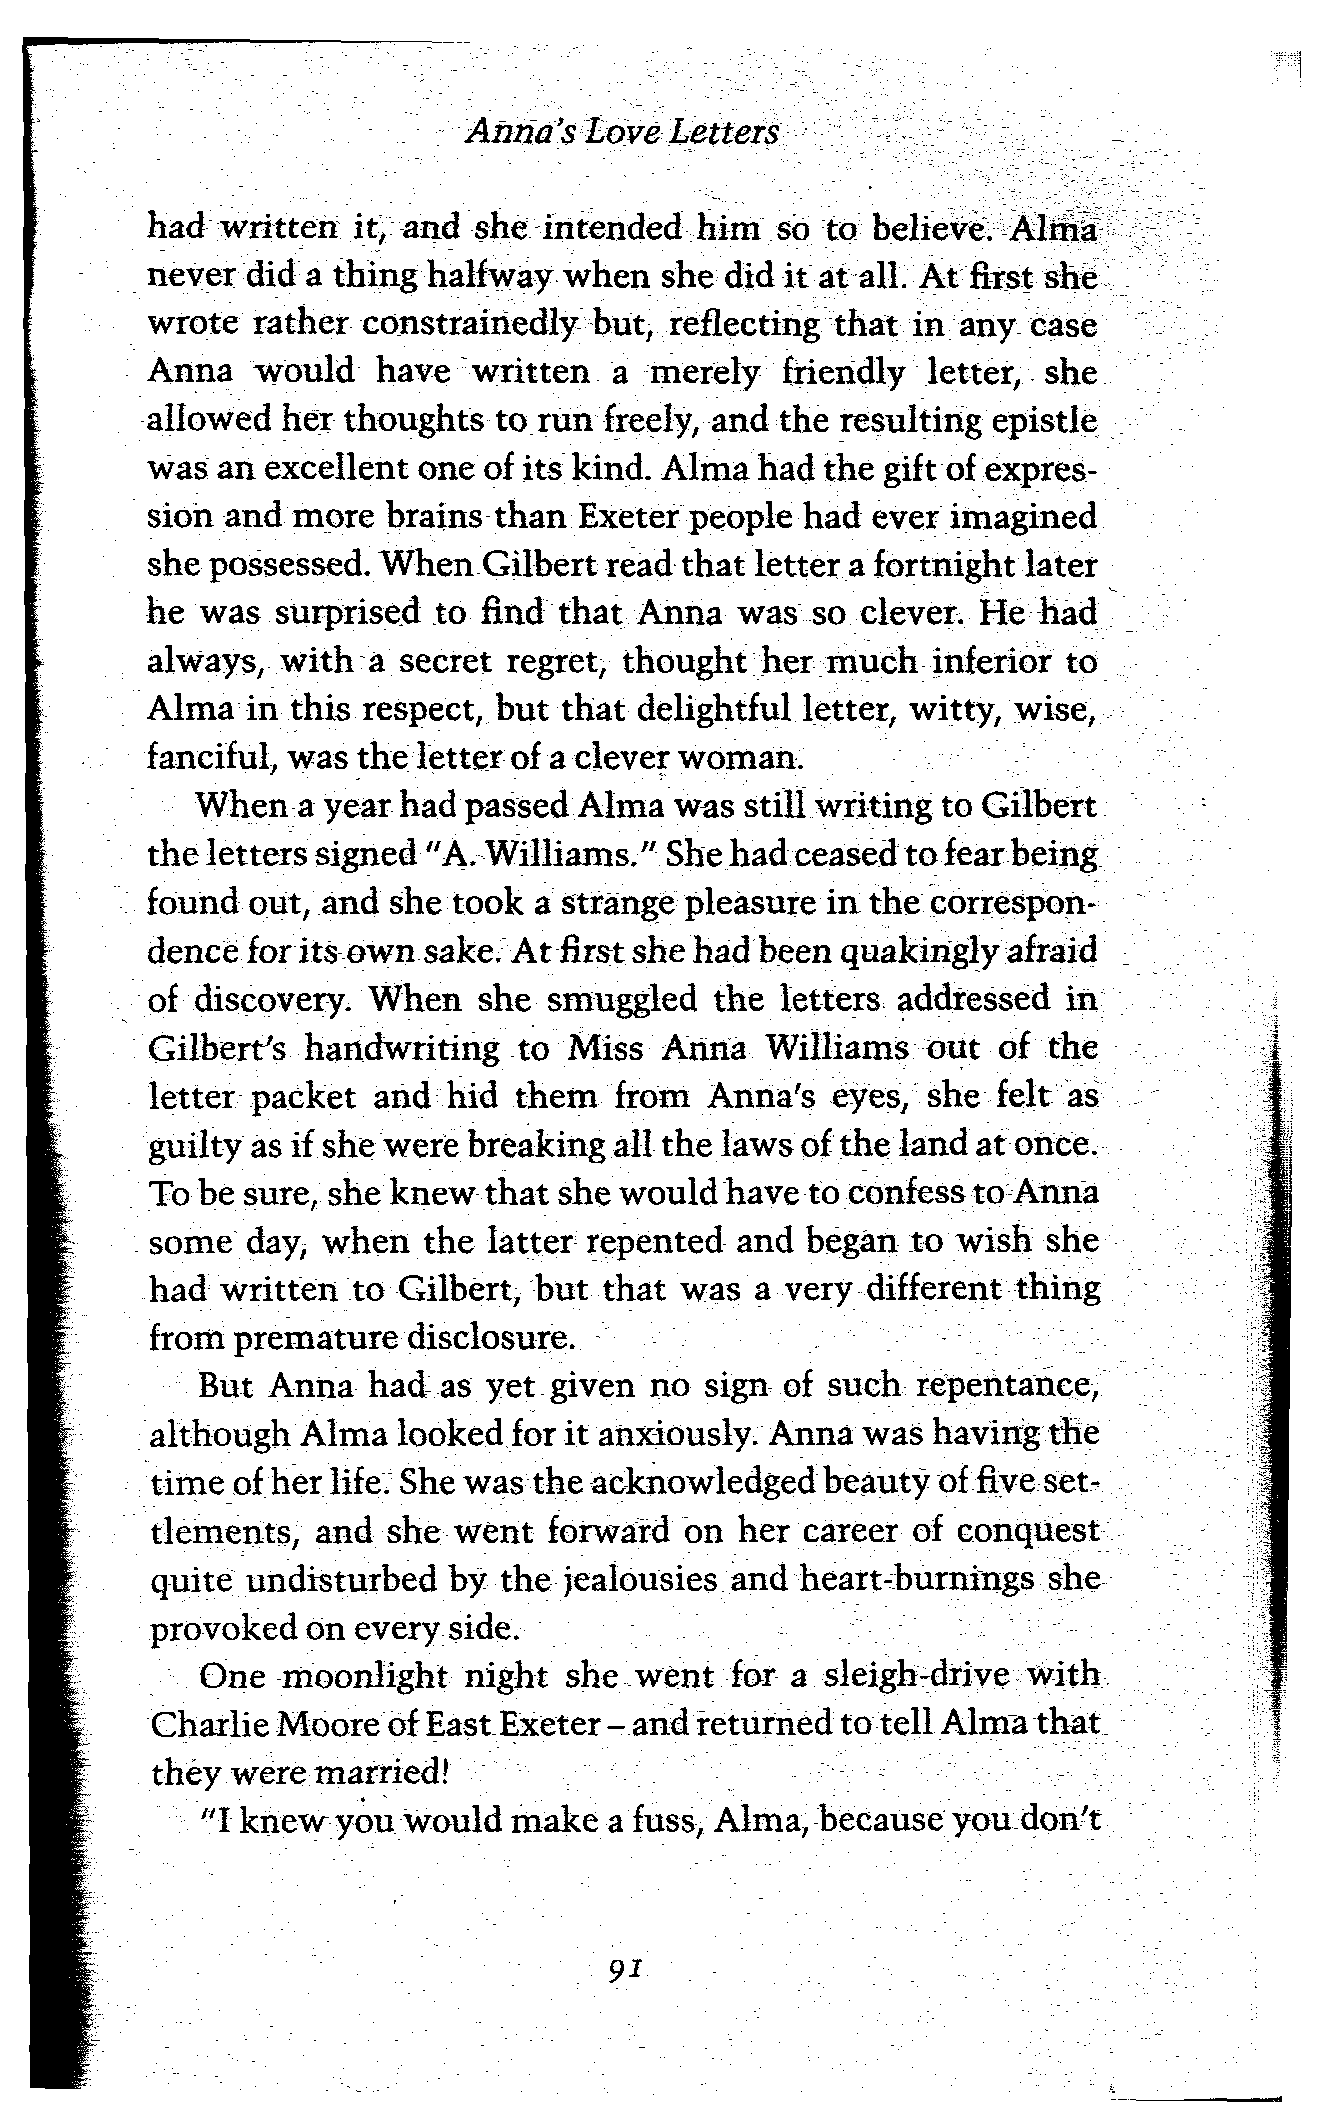 Anna's Love Letters
had written it, and she intended him so to believe. Alma
never did a thing halfway when she did it at all. At first she
wrote rather constrainedly but, reflecting that in any case
Anna would have written a merely friendly letter, she
allowed her thoughts to run freely, and the resulting epistle
was an excellent one of its kind. Alma had the gift of expres-
sion and more brains than Exeter people had ever imagined
she possessed. When Gilbert read that letter a fortnight later
he was surprised to find that Anna was so clever. He had
always, with a secret regret, thought her much inferior to
Alma in this respect, but that delightful letter, witty, wise,
fanciful, was the letter of a clever woman.
When a year had passed Alma was still writing to Gilbert
the letters signed "A. Williams." She had ceased to fear being
found out, and she took a strange pleasure in the correspon-
dence for its own sake. At first she had been quakingly afraid
of discovery. When she smuggled the letters addressed in
Gilbert's handwriting to Miss Anna Williams out of the
letter packet and hid them from Anna's eyes, she felt as
guilty as if she were breaking all the laws of the land at once.
To be sure, she knew that she would have to confess to Anna
some day, when the latter repented and began to wish she
had written to Gilbert, but that was a very different thing
from premature disclosure.
But Anna had as yet given no sign of such repentance,
although Alma looked for it anxiously. Anna was having the
time of her life. She was the acknowledged beauty of five set-
tlements, and she went forward on her career of conquest
quite undisturbed by the jealousies and heart-burnings she
provoked on every side.
One moonlight night she went for a sleigh-drive with
Charlie Moore of East Exeter – and returned to tell Alma that
they were married!
"I knew you would make a fuss, Alma, because you don't
91